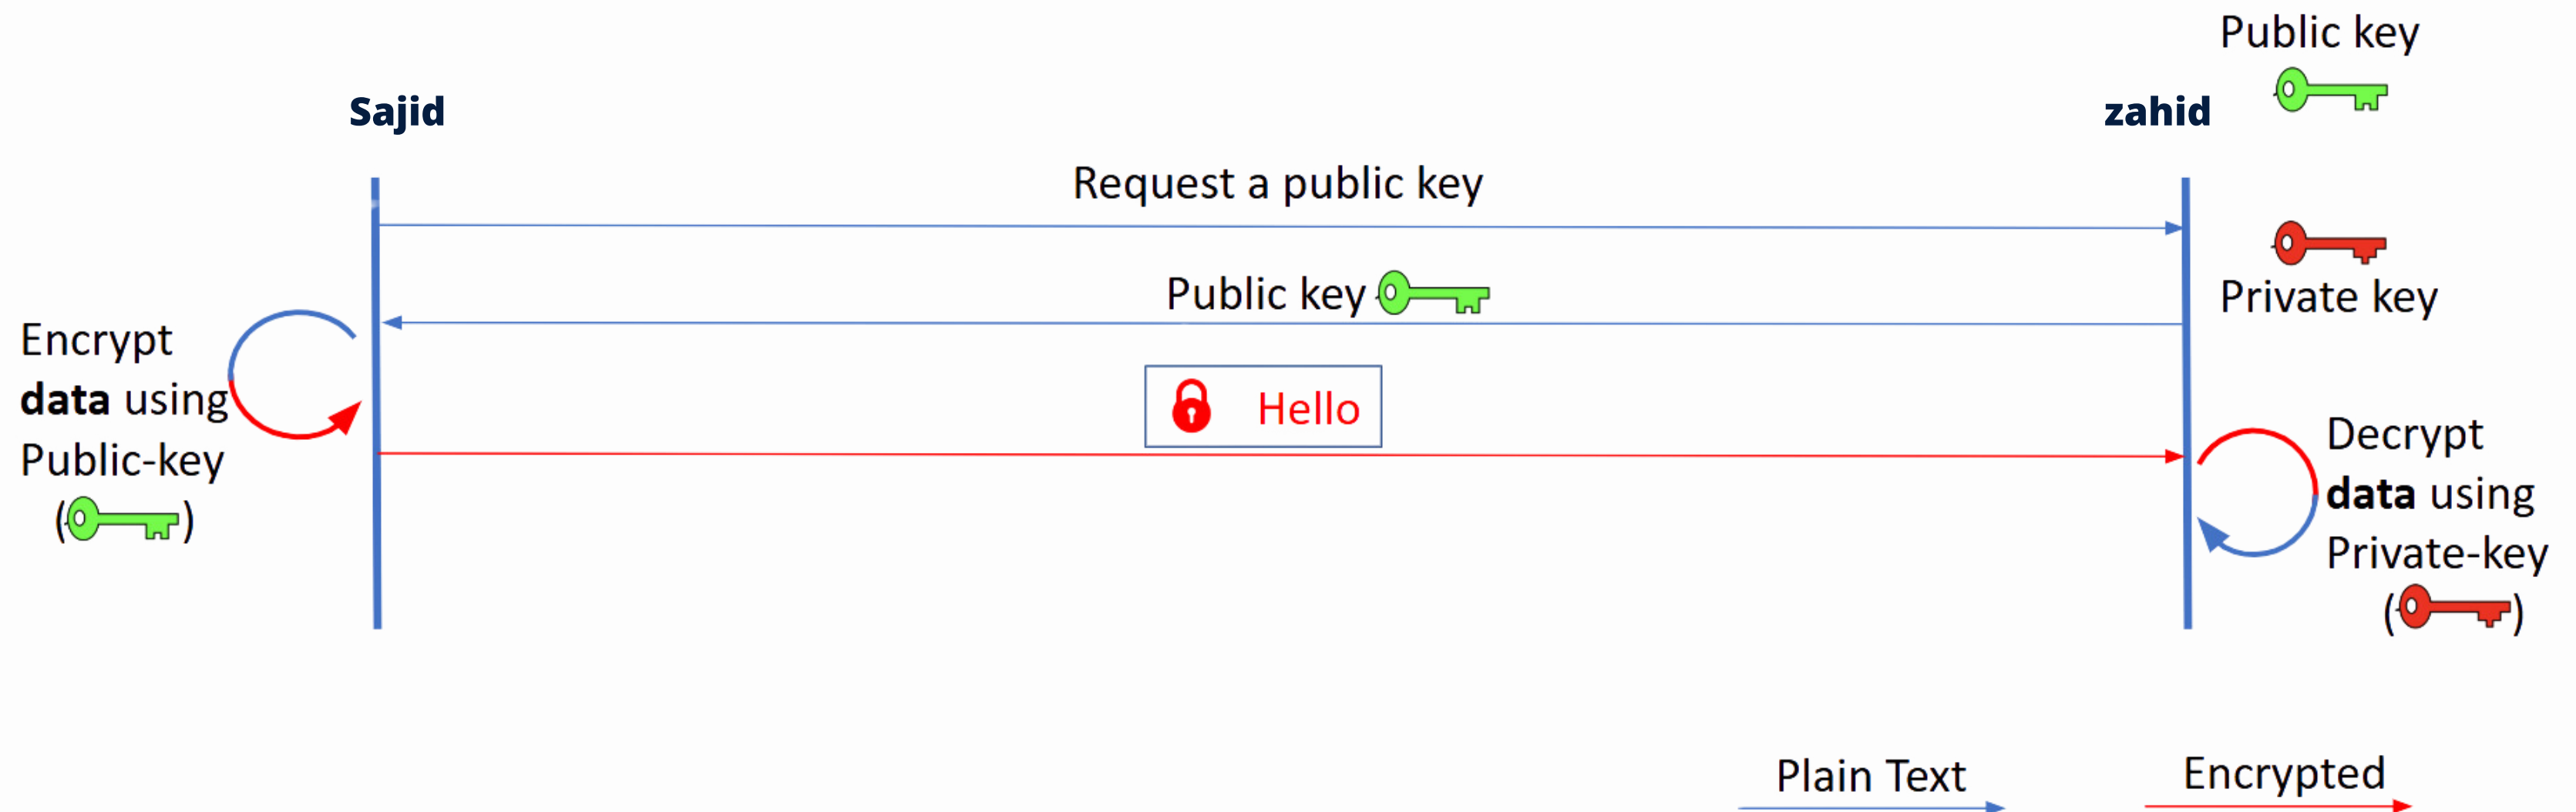 Public key
Sajid
zahid
Request a public key
Private key
Public key
Encrypt
data using
Public-key
( )
Hello
Decrypt
data using
Private-key
( )
Plain Text
Encrypted